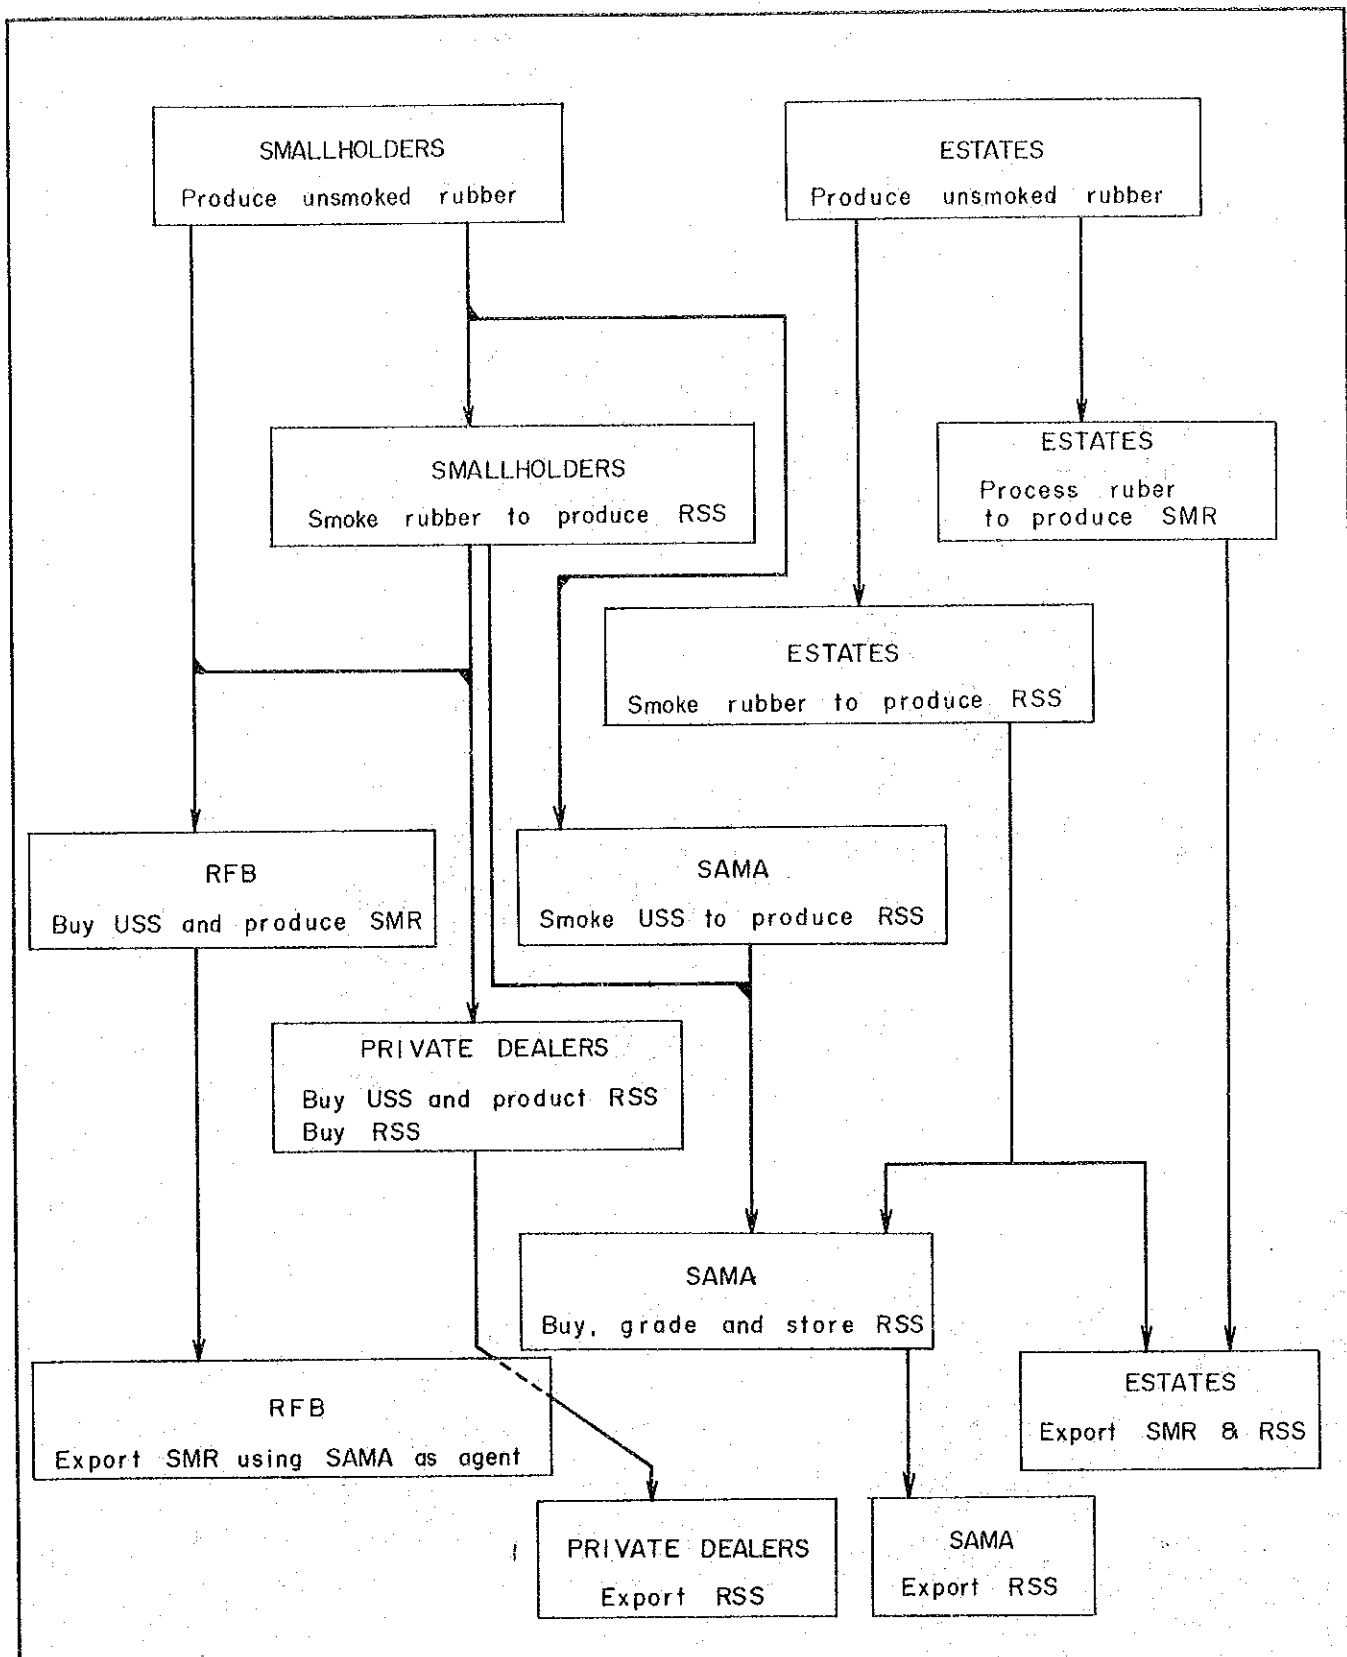 SMALLHOLDERS
Produce unsmoked rubber
ESTATES
Produce unsmoked rubber
SMALLHOLDERS
Smoke rubber to produce RSS
ESTATES
Process ruber
to produce SMR
ESTATES
Smoke rubber to produce RSS
RFB
Buy USS and produce SMR
SAMA
Smoke USS to produce RSS
PRIVATE DEALERS
Buy USS and product RSS
Buy RSS
SAMA
Buy, grade and store RSS
RFB
Export SMR using SAMA as agent
ESTATES
Export SMR & RSS
PRIVATE DEALERS
Export RSS
SAMA
Export RSS